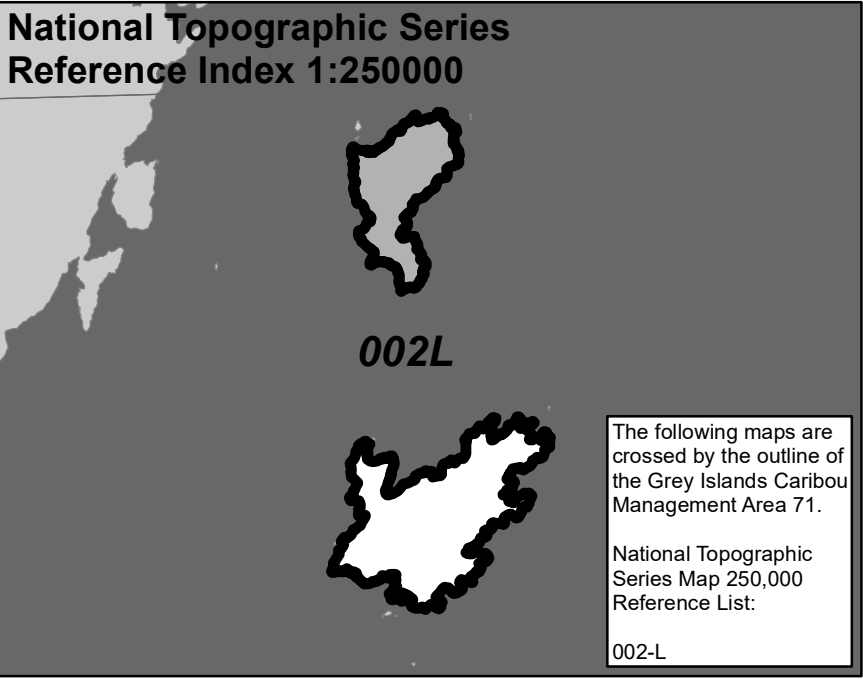 National Topographic Series
Reference Index 1:250000
002L
The following maps are
crossed by the outline of
the Grey Islands Caribou
Management Area 71.
National Topographic
Series Map 250,000
Reference List:
002-L